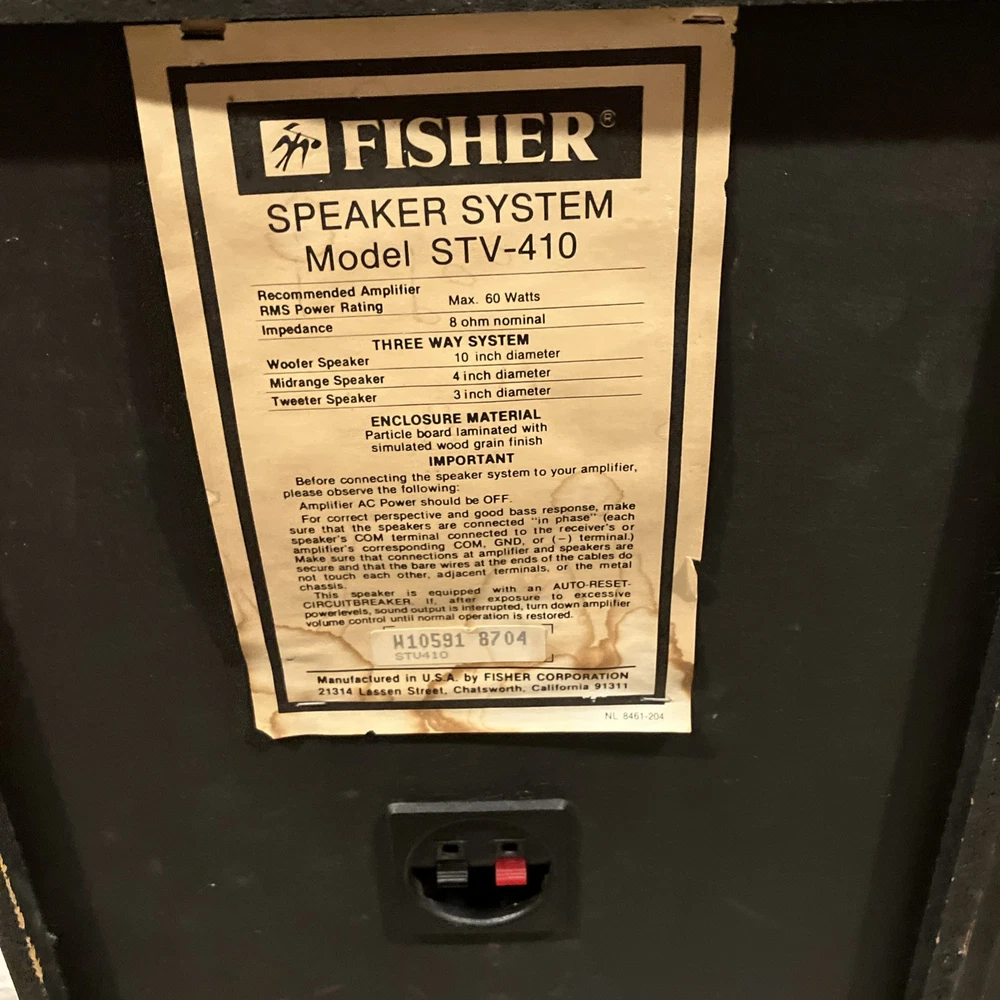 FISHER®
SPEAKER SYSTEM
Model STV-410
Recommended Amplifier
RMS Power Rating Max. 60 Watts
Impedance 8 ohm nominal
THREE WAY SYSTEM
Woofer Speaker 10 inch diameter
Midrange Speaker 4 inch diameter
Tweeter Speaker 3 inch diameter
ENCLOSURE MATERIAL
Particle board laminated with
simulated wood grain finish
IMPORTANT
Before connecting the speaker system to your amplifier,
please observe the following:
Amplifier AC Power should be OFF.
For correct perspective and good bass response, make
sure that the speakers are connected "in phase" (each
speaker's COM terminal connected to the receiver's or
amplifier's corresponding COM, GND, or (−) terminal.)
Make sure that connections at amplifier and speakers are
secure and that the bare wires at the ends of the cables do
not touch each other, adjacent terminals, or the metal
chassis.
This speaker is equipped with an AUTO-RESET-
CIRCUITBREAKER. If, after exposure to excessive
powerlevels, sound output is interrupted, turn down amplifier
volume control until normal operation is restored.
W10591 8704
STV410
Manufactured in U.S.A. by FISHER CORPORATION
21314 Lassen Street, Chatsworth, California 91311
NL 8461-204